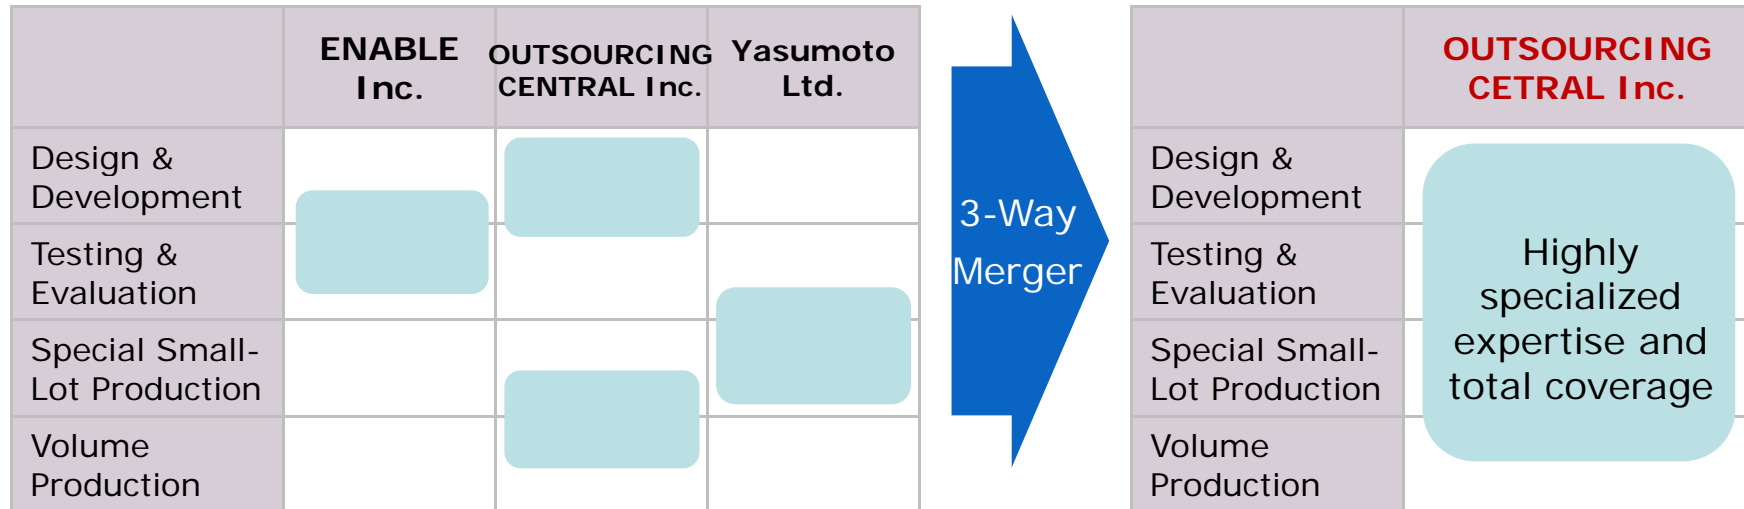 ENABLE
Inc.
OUTSOURCING
CENTRAL Inc.
Yasumoto
Ltd.
Design &
Development
Testing &
Evaluation
Special Small-
Lot Production
Volume
Production
3-Way
Merger
OUTSOURCING
CETRAL Inc.
Design &
Development
Testing &
Evaluation
Special Small-
Lot Production
Volume
Production
Highly
specialized
expertise and
total coverage